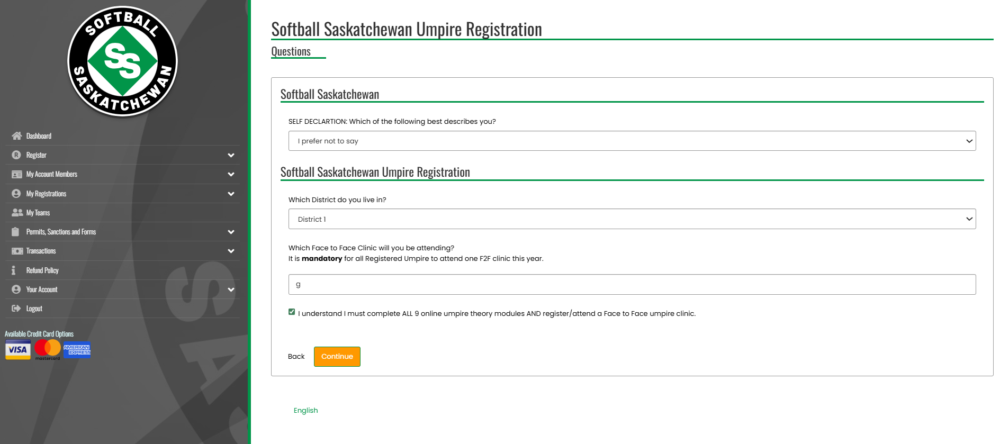 SOFTBALL
SS
SASKATCHEWAN
Dashboard
Register
My Account Members
My Registrations
My Teams
Permits, Sanctions and Forms
Transactions
Refund Policy
Your Account
Logout
Available Credit Card Options
VISA
mastercard
AMERICAN
EXPRESS
Softball Saskatchewan Umpire Registration
Questions
Softball Saskatchewan
SELF DECLARTION: Which of the following best describes you?
I prefer not to say
Softball Saskatchewan Umpire Registration
Which District do you live in?
District 1
Which Face to Face Clinic will you be attending?
It is mandatory for all Registered Umpire to attend one F2F clinic this year.
g
I understand I must complete ALL 9 online umpire theory modules AND register/attend a Face to Face umpire clinic.
Back
Continue
English